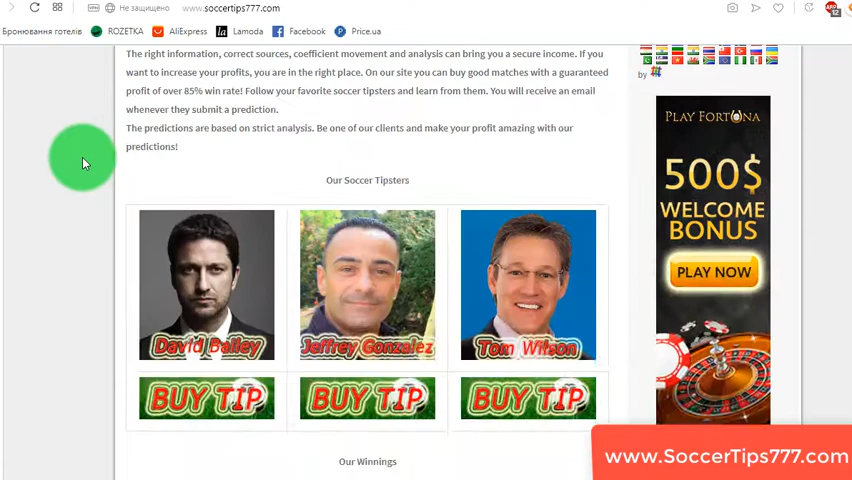 Не защищено
www.soccertips777.com
Бронювання готелів ROZETKA AliExpress Lamoda Facebook Price.ua
The right information, correct sources, coefficient movement and analysis can bring you a secure income. If you
want to increase your profits, you are in the right place. On our site you can buy good matches with a guaranteed
profit of over 85% win rate! Follow your favorite soccer tipsters and learn from them. You will receive an email
whenever they submit a prediction.
The predictions are based on strict analysis. Be one of our clients and make your profit amazing with our
predictions!
Our Soccer Tipsters
David Bailey
Jeffrey Gonzalez
Tom Wilson
BUY TIP
BUY TIP
BUY TIP
Our Winnings
by
PLAY FORTUNA
500$
WELCOME
BONUS
PLAY NOW
www.SoccerTips777.com